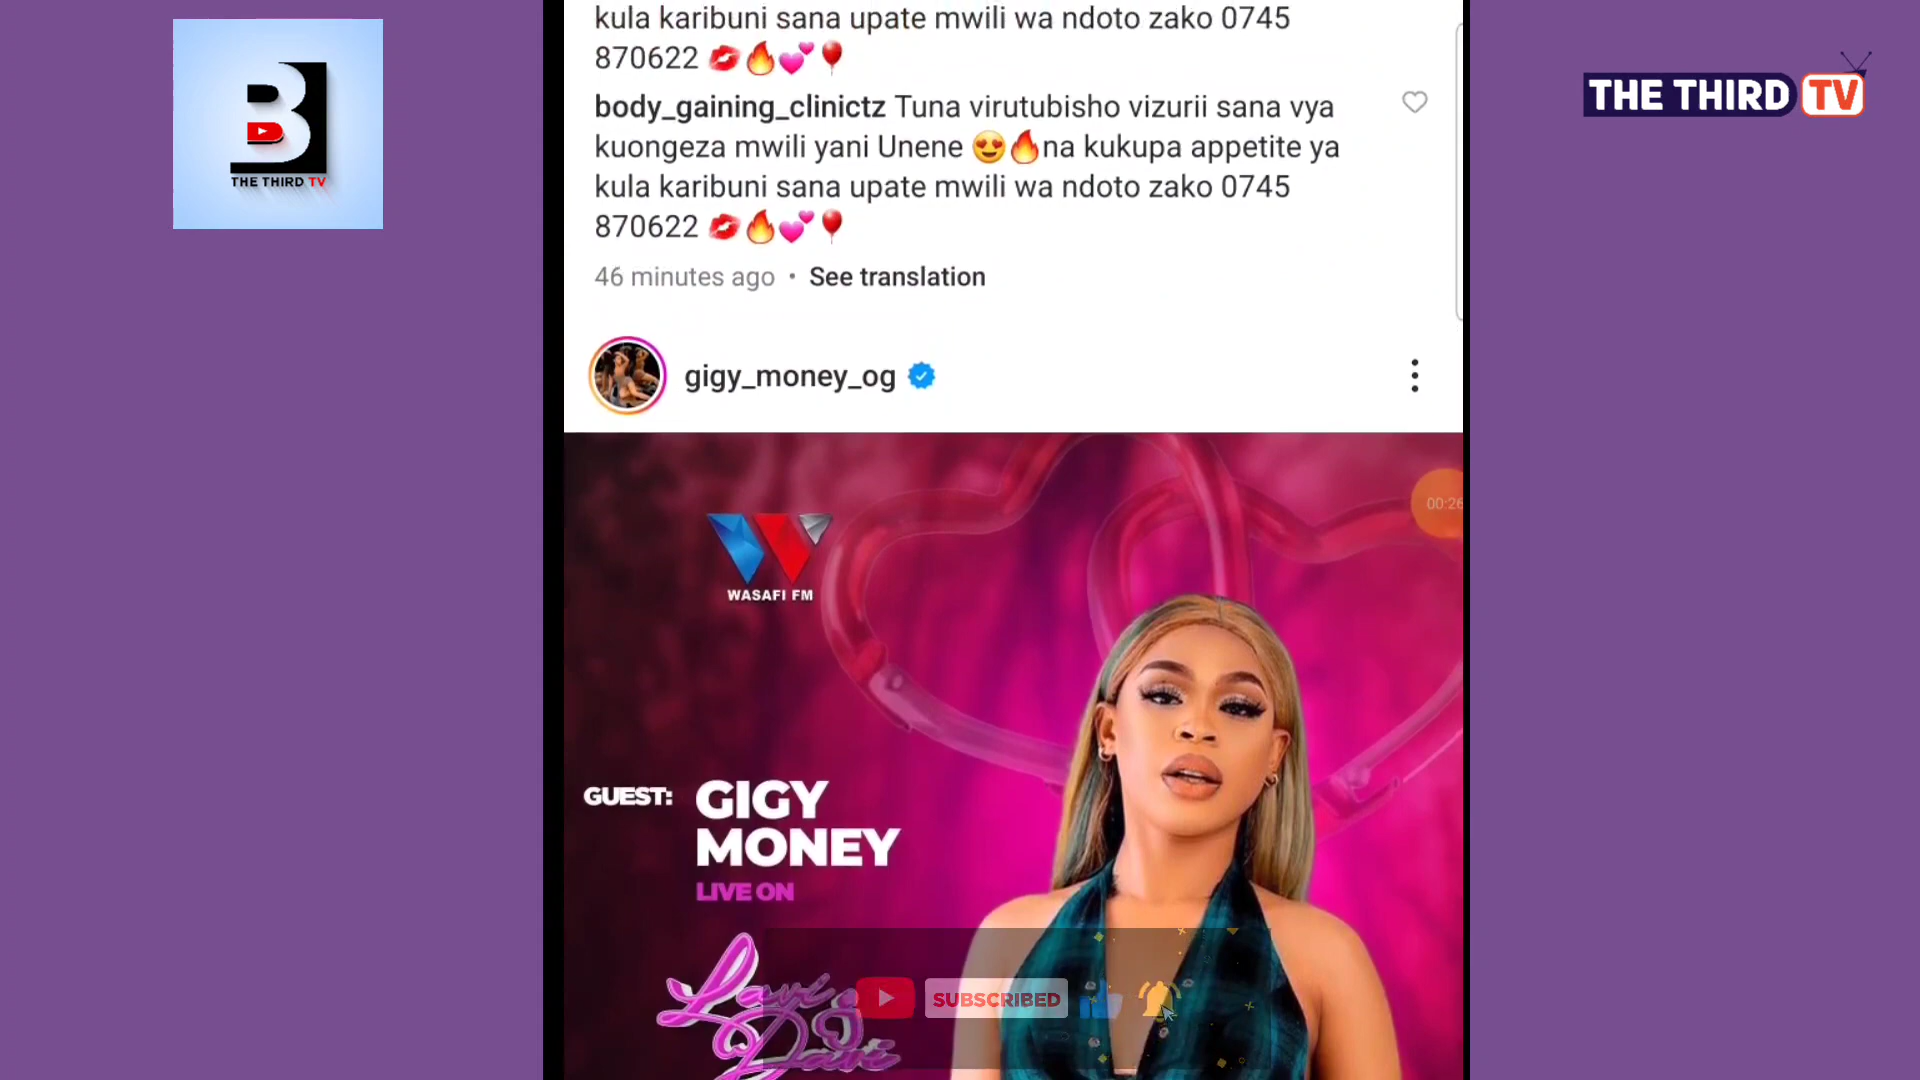 kula karibuni sana upate mwili wa ndoto zako 0745
870622 💋🔥💕🎈
body_gaining_clinictz Tuna virutubisho vizurii sana vya
kuongeza mwili yani Unene 😍🔥na kukupa appetite ya
kula karibuni sana upate mwili wa ndoto zako 0745
870622 💋🔥💕🎈
46 minutes ago • See translation
gigy_money_og
THE THIRD TV
B
THE THIRD TV
00:26
WASAFI FM
GUEST: GIGY
MONEY
LIVE ON
Lavi
Davi
SUBSCRIBED